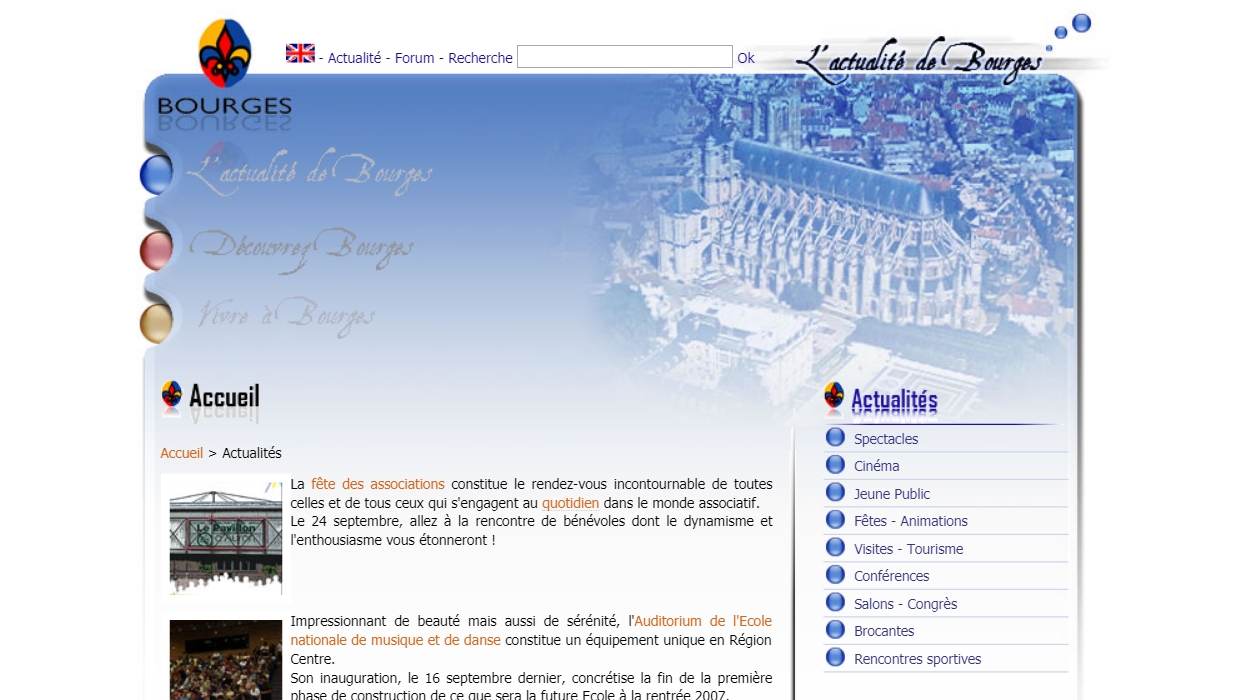 - Actualité - Forum - Recherche Ok
L'actualité de Bourges
BOURGES
L'actualité de Bourges
Découvrez Bourges
Vivre à Bourges
Accueil
Accueil > Actualités
La fête des associations constitue le rendez-vous incontournable de toutes
celles et de tous ceux qui s'engagent au quotidien dans le monde associatif.
Le 24 septembre, allez à la rencontre de bénévoles dont le dynamisme et
l'enthousiasme vous étonneront !
Le Pavillon
Impressionnant de beauté mais aussi de sérénité, l'Auditorium de l'Ecole
nationale de musique et de danse constitue un équipement unique en Région
Centre.
Son inauguration, le 16 septembre dernier, concrétise la fin de la première
phase de construction de ce que sera la future Ecole à la rentrée 2007.
Actualités
Spectacles
Cinéma
Jeune Public
Fêtes - Animations
Visites - Tourisme
Conférences
Salons - Congrès
Brocantes
Rencontres sportives